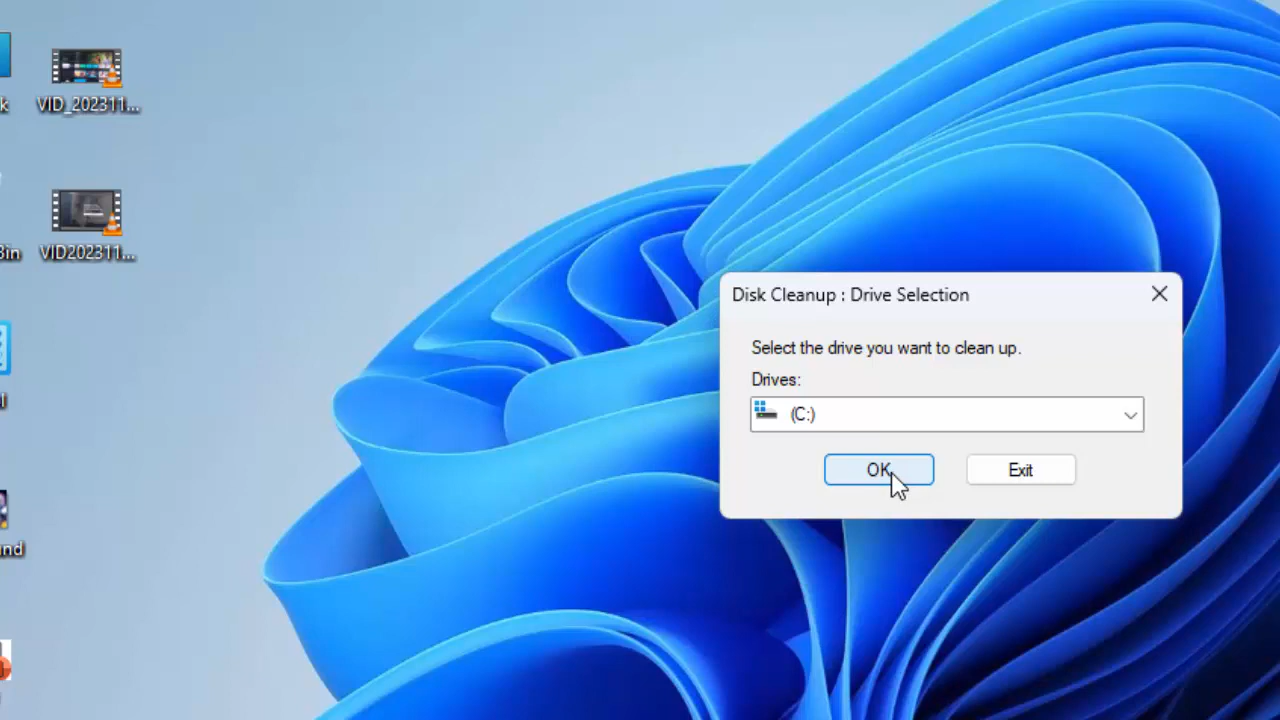 k
VID_202311...
Bin
VID202311...
nd
Disk Cleanup : Drive Selection
Select the drive you want to clean up.
Drives:
(C:)
OK
Exit